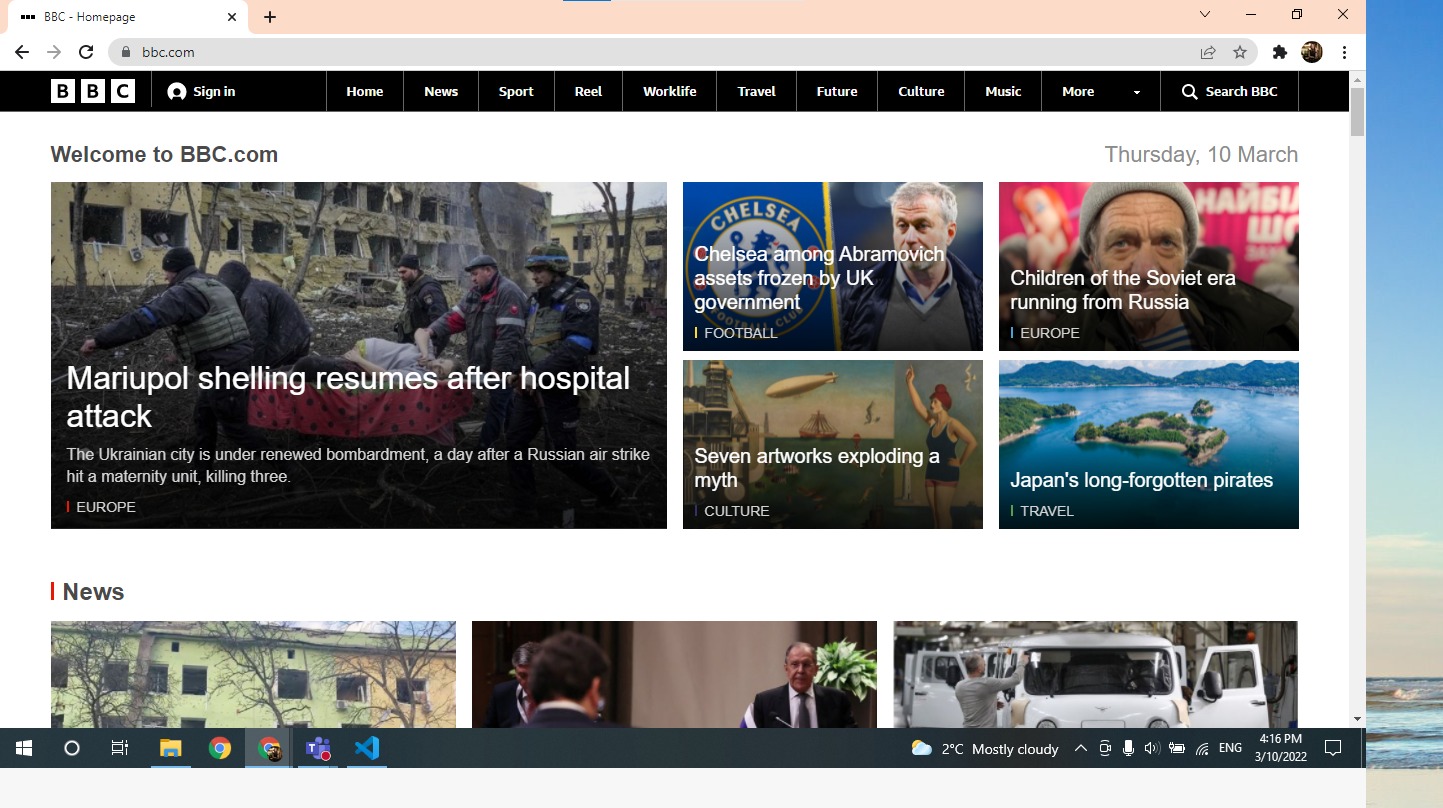 BBC - Homepage
bbc.com
BBC
Sign in
Home
News
Sport
Reel
Worklife
Travel
Future
Culture
Music
More
Search BBC
Welcome to BBC.com
Thursday, 10 March
Mariupol shelling resumes after hospital
attack
The Ukrainian city is under renewed bombardment, a day after a Russian air strike
hit a maternity unit, killing three.
EUROPE
CHELSEA
FOOTBALL CLUB
Chelsea among Abramovich
assets frozen by UK
government
FOOTBALL
Children of the Soviet era
running from Russia
EUROPE
Seven artworks exploding a
myth
CULTURE
Japan's long-forgotten pirates
TRAVEL
News
2°C Mostly cloudy
ENG
4:16 PM
3/10/2022